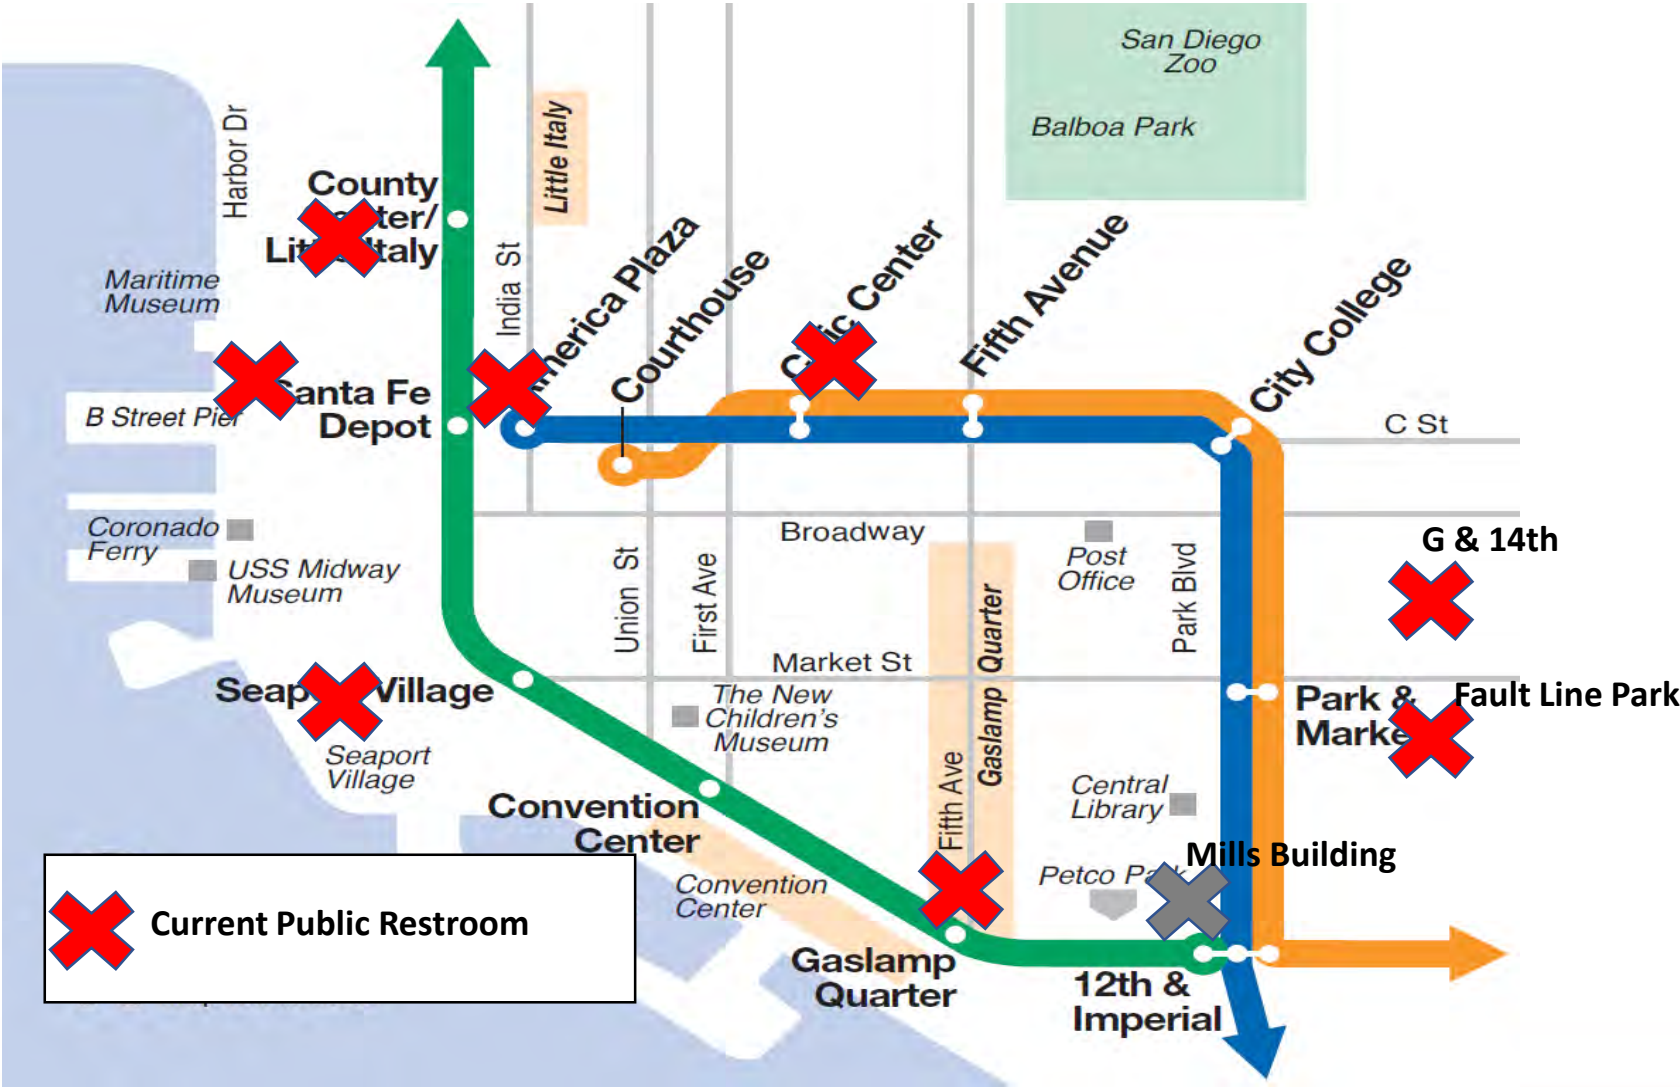 San Diego
Zoo
Balboa Park
Harbor Dr
Little Italy
County
ter/
Lit Italy
India St
Maritime
Museum
America Plaza
Courthouse
Civic Center
Fifth Avenue
City College
Santa Fe
Depot
B Street Pier
C St
Broadway
Coronado
Ferry
USS Midway
Museum
Union St
First Ave
Post
Office
Park Blvd
G & 14th
Market St
Gaslamp Quarter
Seap Village
Seaport
Village
The New
Children's
Museum
Park &
Marke
Fault Line Park
Convention
Center
Fifth Ave
Central
Library
Mills Building
Petco Park
Convention
Center
Current Public Restroom
Gaslamp
Quarter
12th &
Imperial